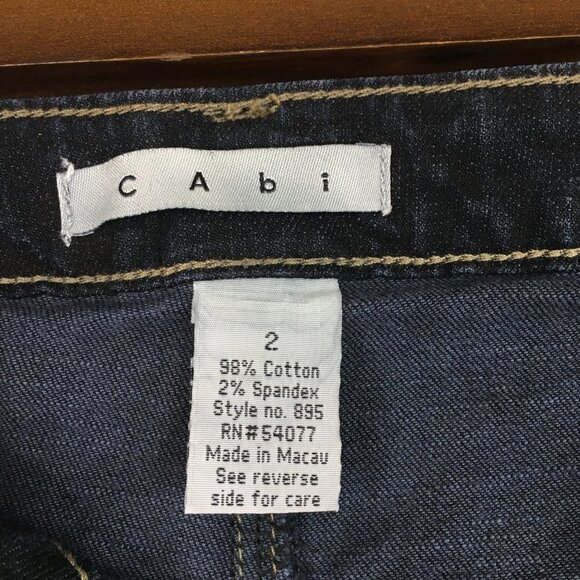 CAbi
2
98% Cotton
2% Spandex
Style no. 895
RN#54077
Made in Macau
See reverse
side for care